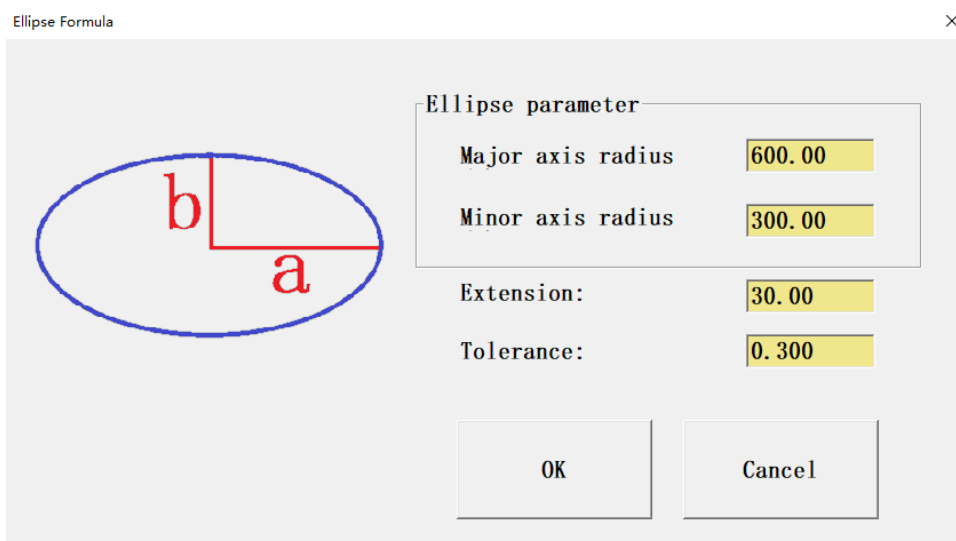 Ellipse Formula
Ellipse parameter
Major axis radius 600.00
Minor axis radius 300.00
Extension: 30.00
Tolerance: 0.300
b
a
OK Cancel